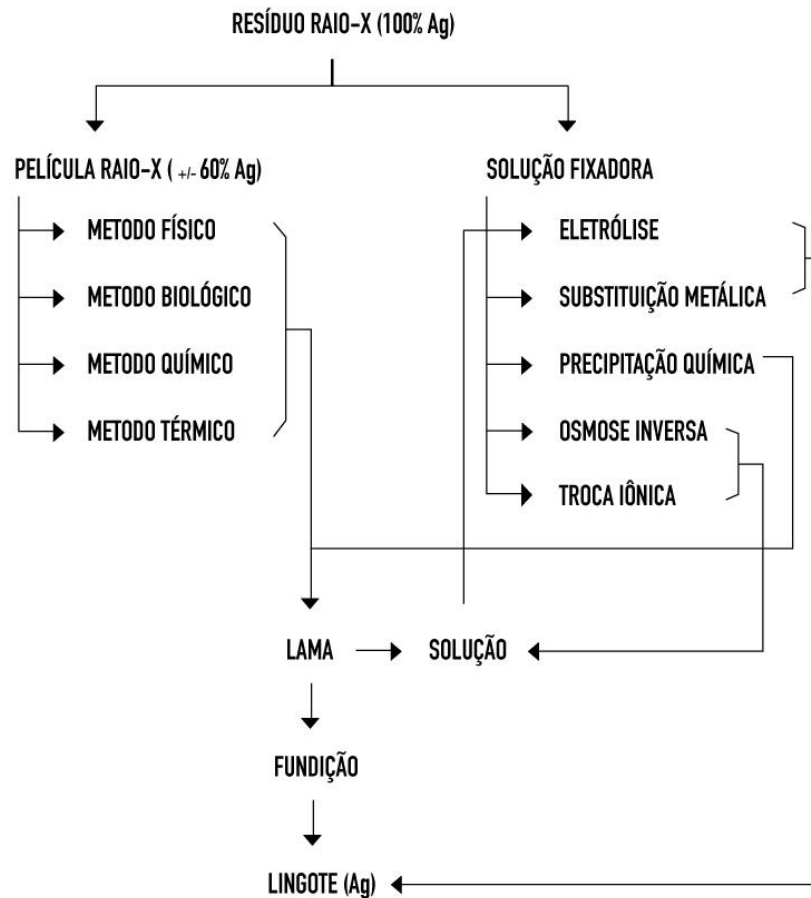 RESÍDUO RAIO-X (100% Ag)
PELÍCULA RAIO-X ( +/- 60% Ag)
METODO FÍSICO
METODO BIOLÓGICO
METODO QUÍMICO
METODO TÉRMICO
SOLUÇÃO FIXADORA
ELETRÓLISE
SUBSTITUIÇÃO METÁLICA
PRECIPITAÇÃO QUÍMICA
OSMOSE INVERSA
TROCA IÔNICA
LAMA
SOLUÇÃO
FUNDIÇÃO
LINGOTE (Ag)